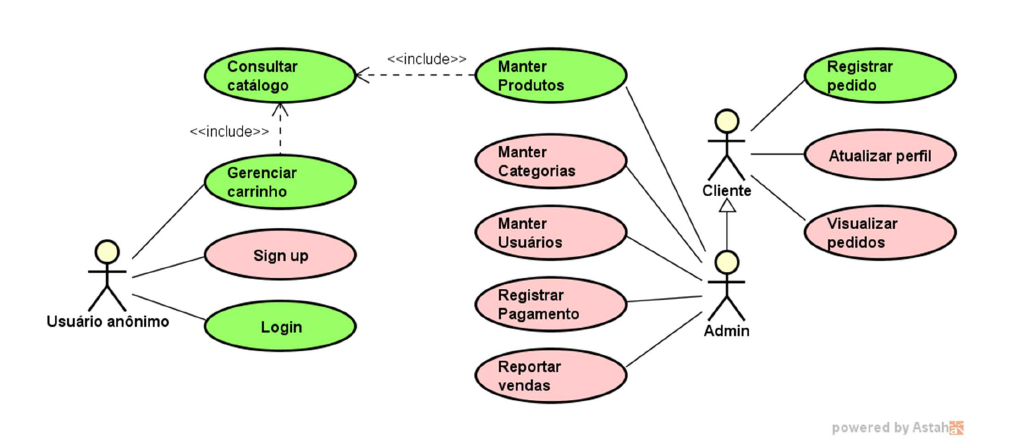 Consultar
catálogo
<<include>>
Manter
Produtos
Registrar
pedido
<<include>>
Manter
Categorias
Atualizar perfil
Cliente
Gerenciar
carrinho
Manter
Usuários
Visualizar
pedidos
Sign up
Usuário anônimo
Login
Registrar
Pagamento
Admin
Reportar
vendas
powered by Astah